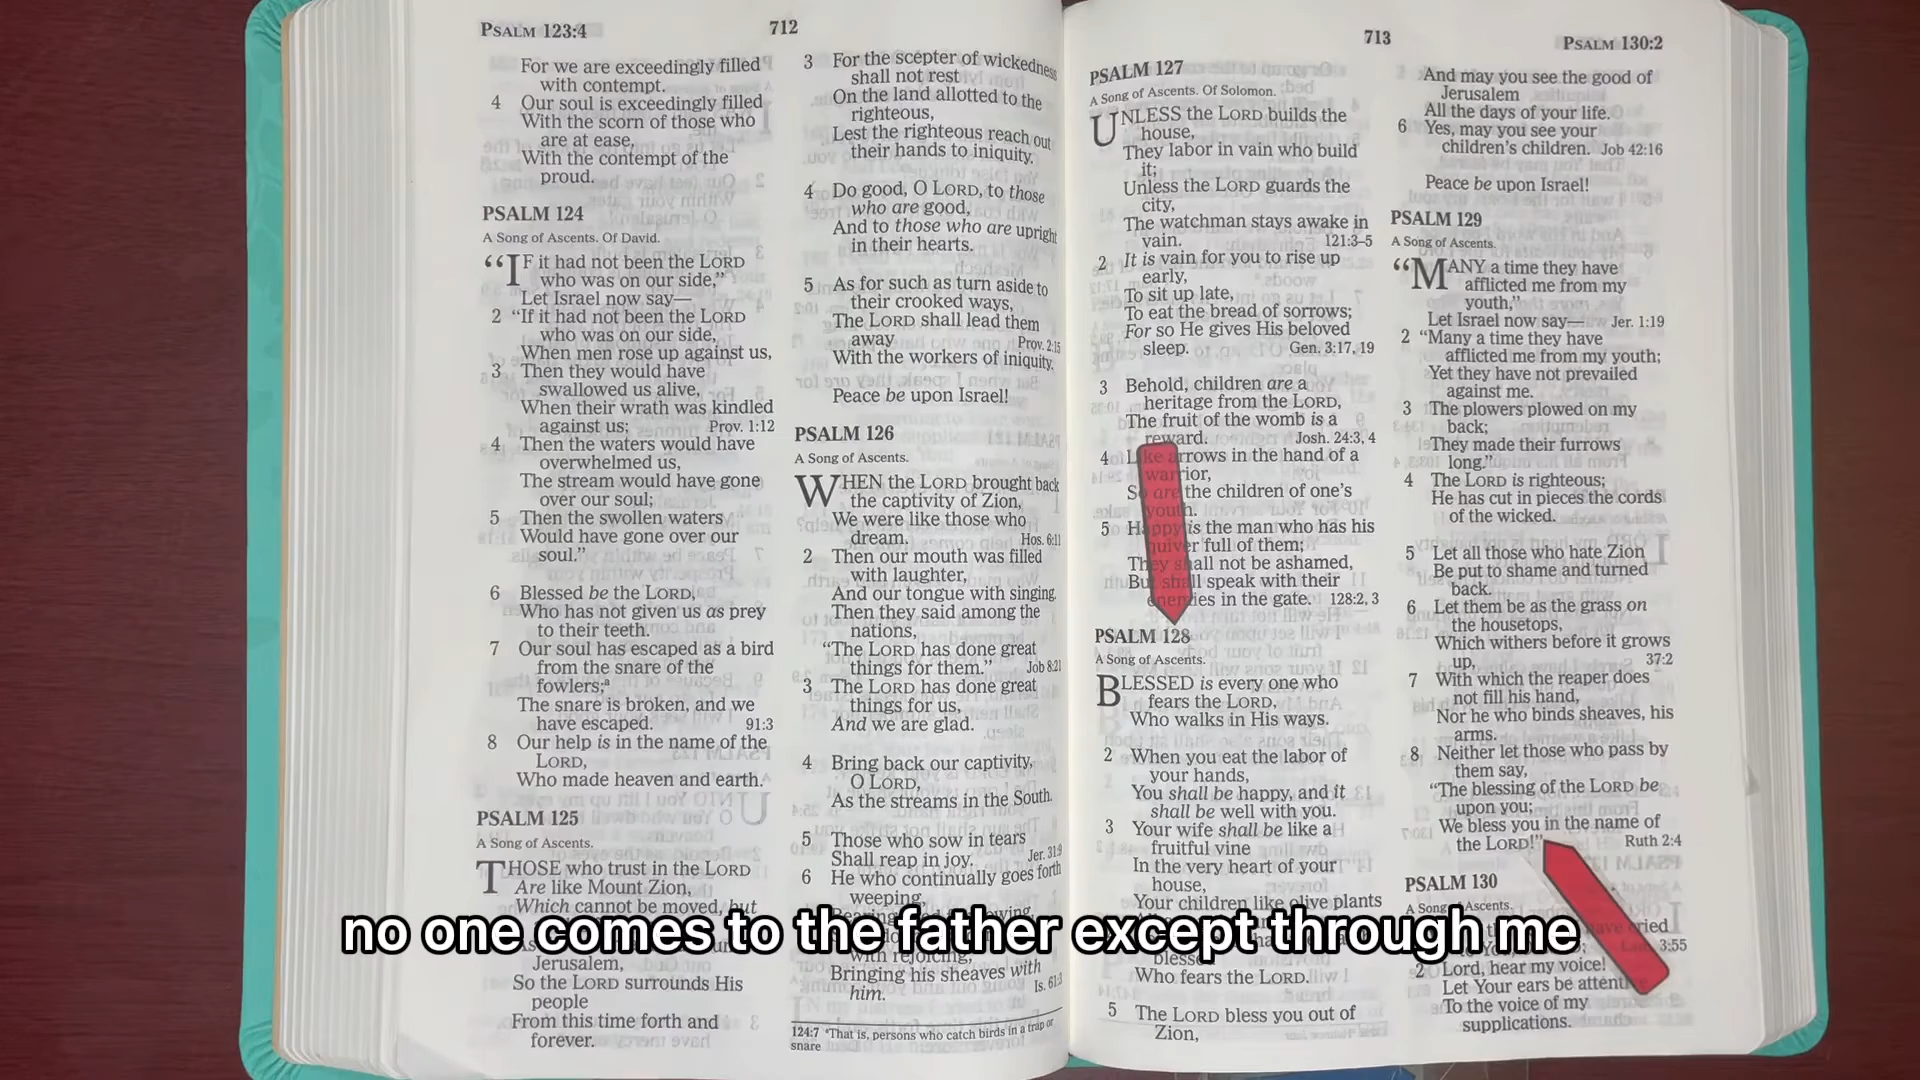 PSALM 123:4
712
For we are exceedingly filled
with contempt.
4 Our soul is exceedingly filled
With the scorn of those who
are at ease,
With the contempt of the
proud.
PSALM 124
A Song of Ascents. Of David.
“IF it had not been the LORD
who was on our side,”
Let Israel now say—
2 “If it had not been the LORD
who was on our side,
When men rose up against us,
3 Then they would have
swallowed us alive,
When their wrath was kindled
against us; Prov. 1:12
4 Then the waters would have
overwhelmed us,
The stream would have gone
over our soul;
5 Then the swollen waters
Would have gone over our
soul.”
6 Blessed be the LORD,
Who has not given us as prey
to their teeth.
7 Our soul has escaped as a bird
from the snare of the
fowlers;a
The snare is broken, and we
have escaped. 91:3
8 Our help is in the name of the
LORD,
Who made heaven and earth.
PSALM 125
A Song of Ascents.
THOSE who trust in the LORD
Are like Mount Zion,
Which cannot be moved, but
Jerusalem,
So the LORD surrounds His
people
From this time forth and
forever.
3 For the scepter of wickedness
shall not rest
On the land allotted to the
righteous,
Lest the righteous reach out
their hands to iniquity.
4 Do good, O LORD, to those
who are good,
And to those who are upright
in their hearts.
5 As for such as turn aside to
their crooked ways,
The LORD shall lead them
away Prov. 2:15
With the workers of iniquity.
Peace be upon Israel!
PSALM 126
A Song of Ascents.
WHEN the LORD brought back
the captivity of Zion,
We were like those who
dream. Hos. 6:11
2 Then our mouth was filled
with laughter,
And our tongue with singing.
Then they said among the
nations,
“The LORD has done great
things for them.” Job 8:21
3 The LORD has done great
things for us,
And we are glad.
4 Bring back our captivity,
O LORD,
As the streams in the South.
5 Those who sow in tears
Shall reap in joy. Jer. 31:9
6 He who continually goes forth
weeping,
with rejoicing,
Bringing his sheaves with
him. Is. 61:3
124:7 aThat is, persons who catch birds in a trap or
snare
713
PSALM 130:2
PSALM 127
A Song of Ascents. Of Solomon.
UNLESS the LORD builds the
house,
They labor in vain who build
it;
Unless the LORD guards the
city,
The watchman stays awake in
vain. 121:3–5
2 It is vain for you to rise up
early,
To sit up late,
To eat the bread of sorrows;
For so He gives His beloved
sleep. Gen. 3:17, 19
3 Behold, children are a
heritage from the LORD,
The fruit of the womb is a
reward. Josh. 24:3, 4
4 Like arrows in the hand of a
warrior,
So are the children of one’s
youth.
5 Happy is the man who has his
quiver full of them;
They shall not be ashamed,
But shall speak with their
enemies in the gate. 128:2, 3
PSALM 128
A Song of Ascents.
BLESSED is every one who
fears the LORD,
Who walks in His ways.
2 When you eat the labor of
your hands,
You shall be happy, and it
shall be well with you.
3 Your wife shall be like a
fruitful vine
In the very heart of your
house,
Your children like olive plants
Who fears the LORD.
5 The LORD bless you out of
Zion,
And may you see the good of
Jerusalem
All the days of your life.
6 Yes, may you see your
children’s children. Job 42:16
Peace be upon Israel!
PSALM 129
A Song of Ascents.
“MANY a time they have
afflicted me from my
youth,”
Let Israel now say— Jer. 1:19
2 “Many a time they have
afflicted me from my youth;
Yet they have not prevailed
against me.
3 The plowers plowed on my
back;
They made their furrows
long.”
4 The LORD is righteous;
He has cut in pieces the cords
of the wicked.
5 Let all those who hate Zion
Be put to shame and turned
back.
6 Let them be as the grass on
the housetops,
Which withers before it grows
up, 37:2
7 With which the reaper does
not fill his hand,
Nor he who binds sheaves, his
arms.
8 Neither let those who pass by
them say,
“The blessing of the LORD be
upon you;
We bless you in the name of
the LORD!” Ruth 2:4
PSALM 130
A Song of Ascents.
cried
3:55
2 Lord, hear my voice!
Let Your ears be attentive
To the voice of my
supplications.
no one comes to the father except through me